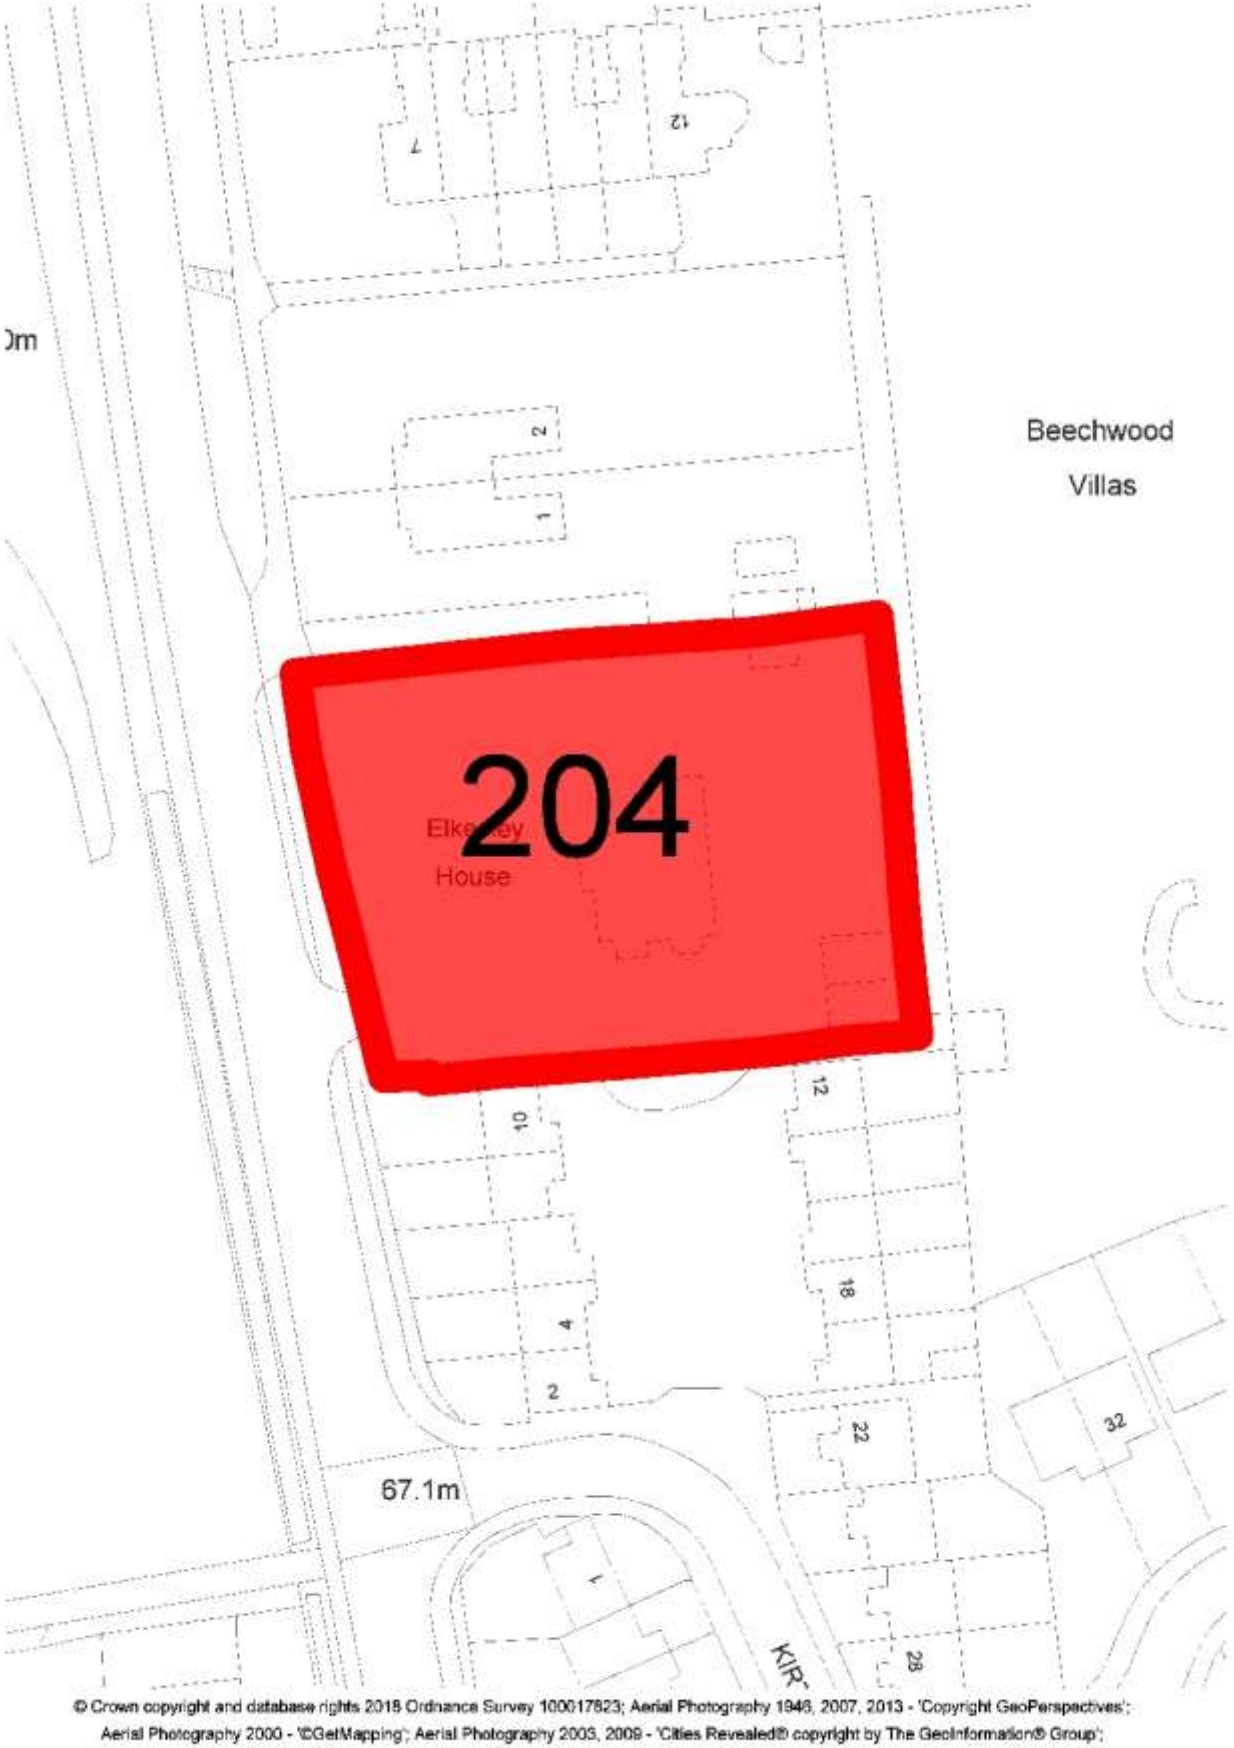 12
7
0m
2
Beechwood
1
Villas
204
House
12
10
18
4
2
22
32
67.1m
1
28
© Crown copyright and database rights 2018 Ordnance Survey 100017823; Aerial Photography 1946, 2007, 2013 - 'Copyright GeoPerspectives';
Aerial Photography 2000 - '©GetMapping'; Aerial Photography 2003, 2009 - 'Cities Revealed® copyright by The GeoInformation® Group';